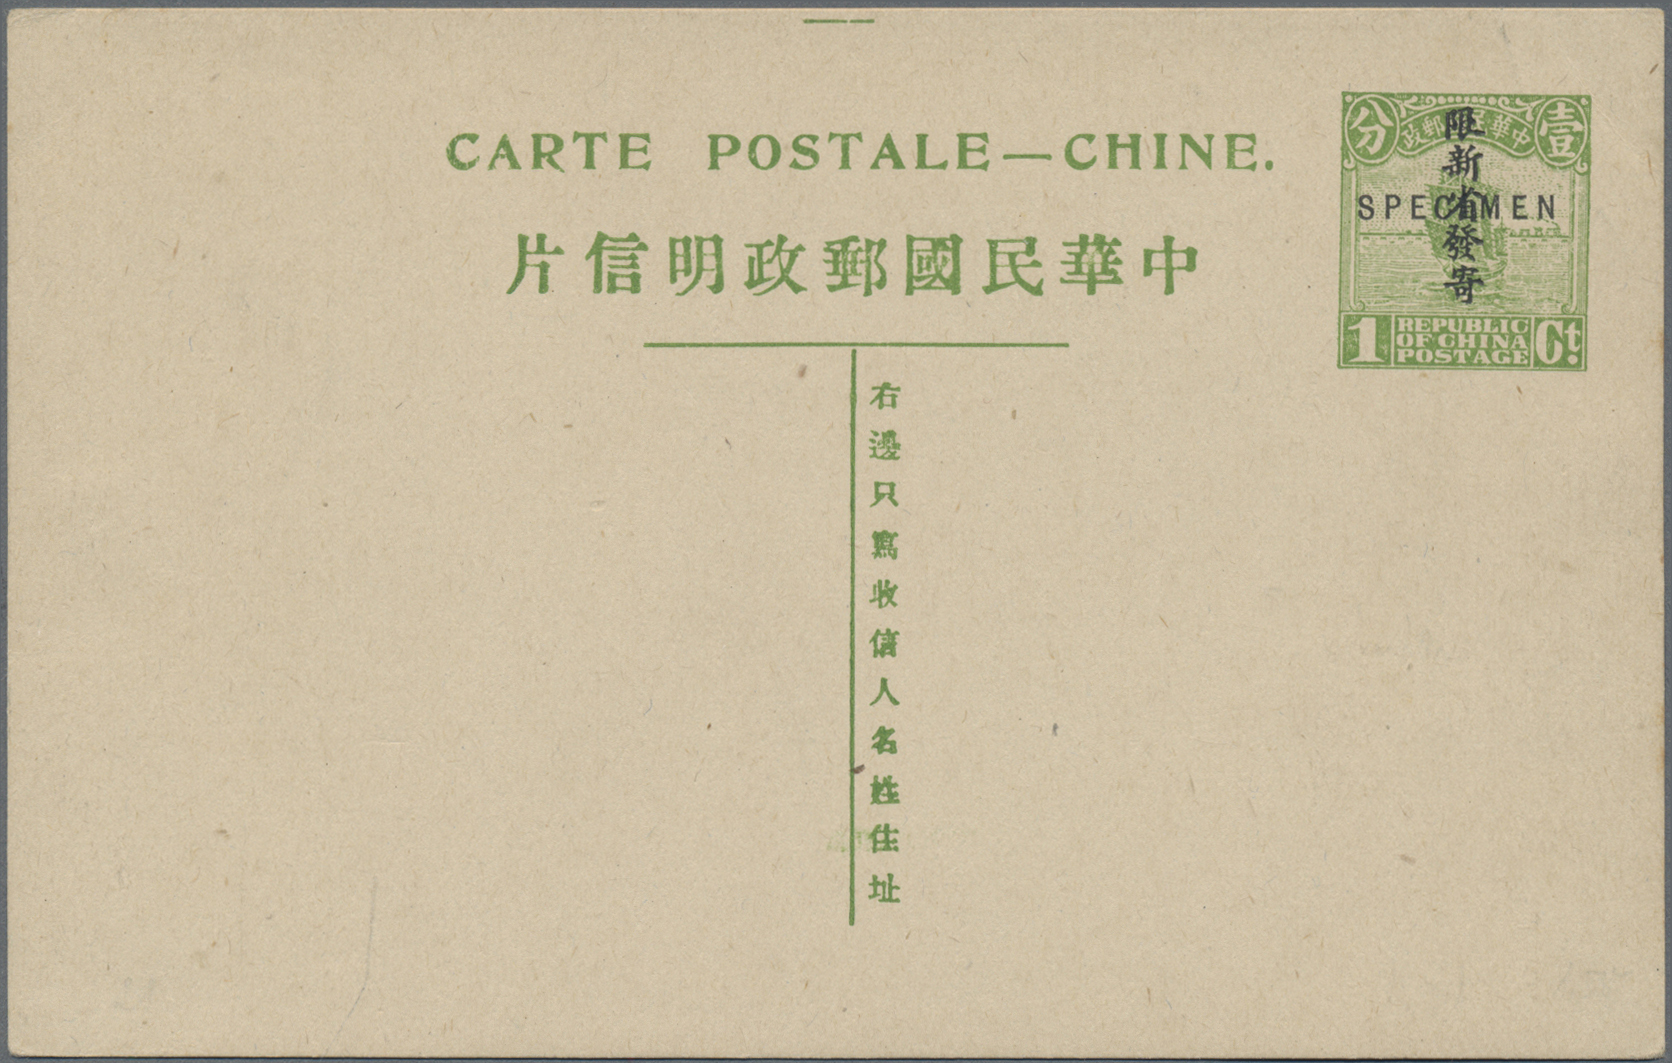 CARTE POSTALE—CHINE.
中華民國郵政明信片
右邊只寫收信人名姓住址
壹
分
中華民國郵政
限新省發寄
SPECIMEN
1
REPUBLIC
OF CHINA
POSTAGE
Ct.